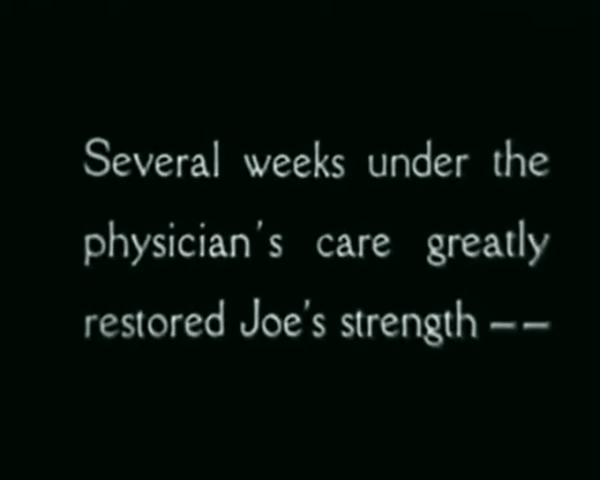 Several weeks under the
physician's care greatly
restored Joe's strength --